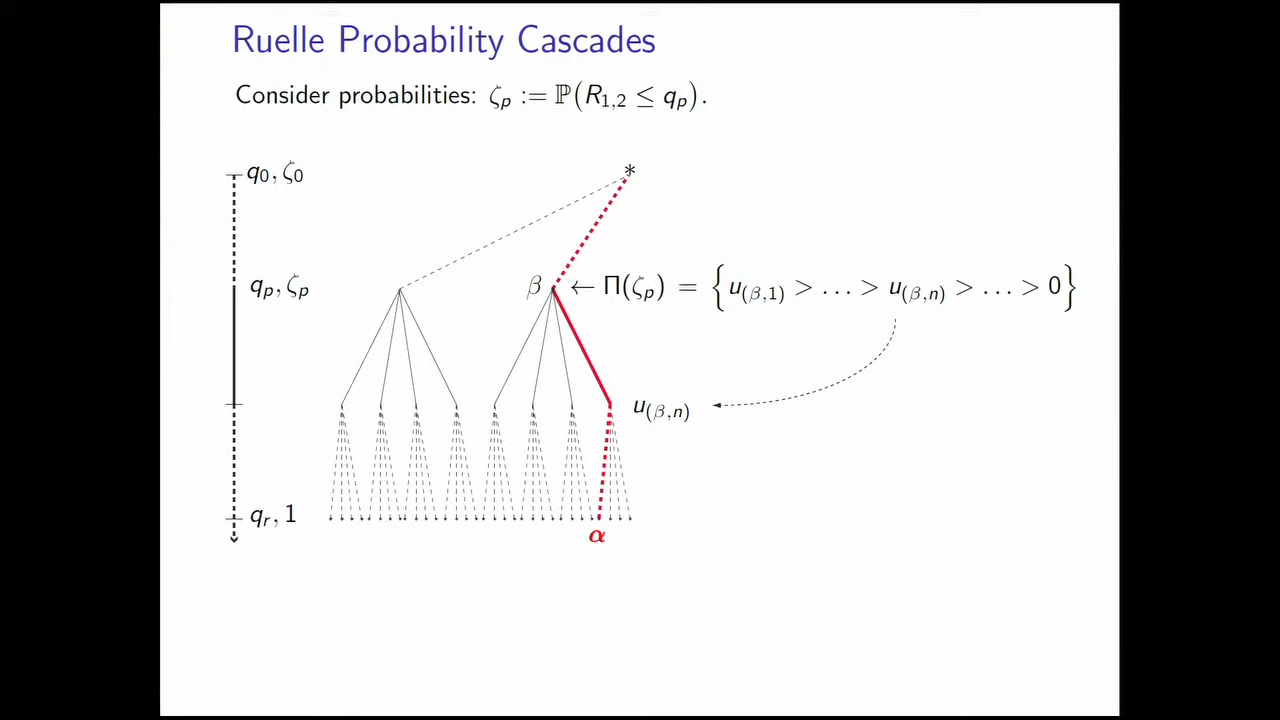 Ruelle Probability Cascades
Consider probabilities: ζ_p := ℙ(R_{1,2} ≤ q_p).
*
q_0, ζ_0
q_p, ζ_p
β ← Π(ζ_p) = {u_{(β,1)} > … > u_{(β,n)} > … > 0}
u_{(β,n)}
q_r, 1
α